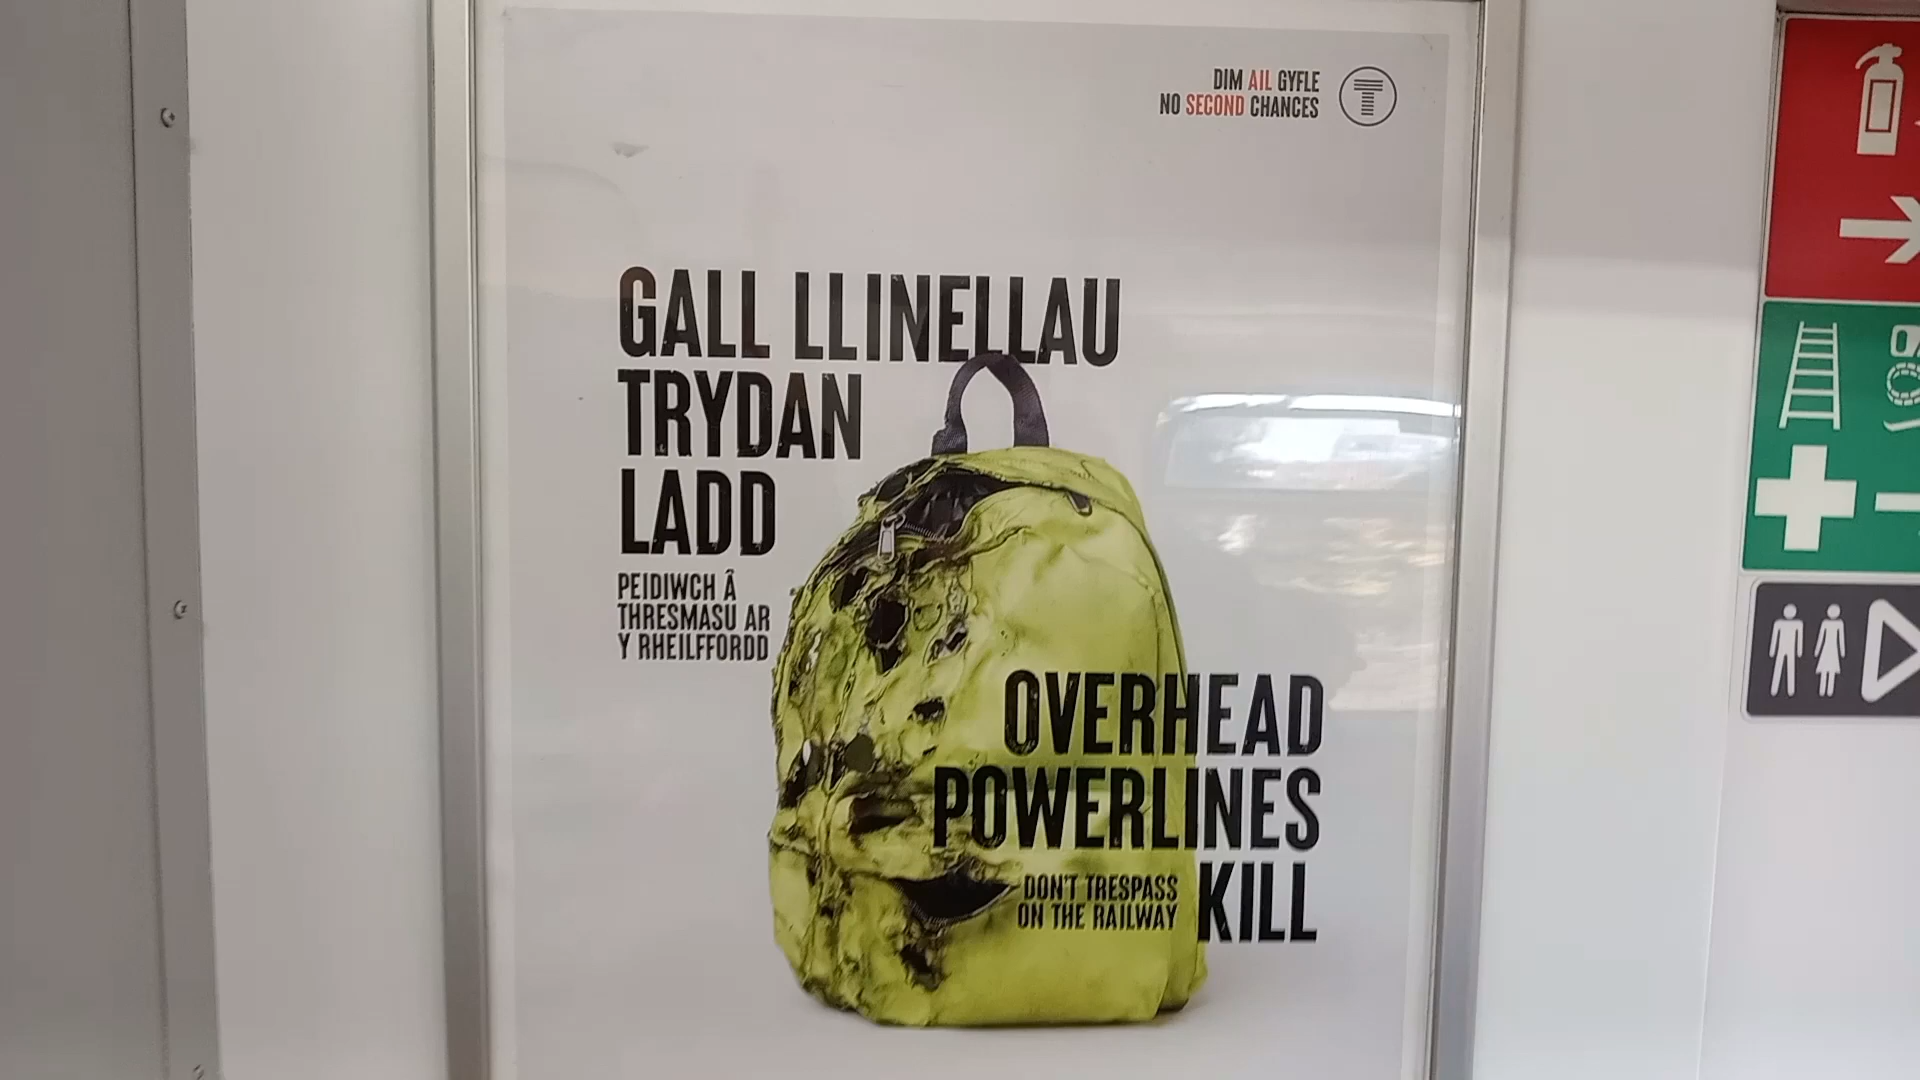 DIM AIL GYFLE
NO SECOND CHANCES
T
GALL LLINELLAU
TRYDAN
LADD
PEIDIWCH Â
THRESMASU AR
Y RHEILFFORDD
OVERHEAD
POWERLINES
KILL
DON'T TRESPASS
ON THE RAILWAY